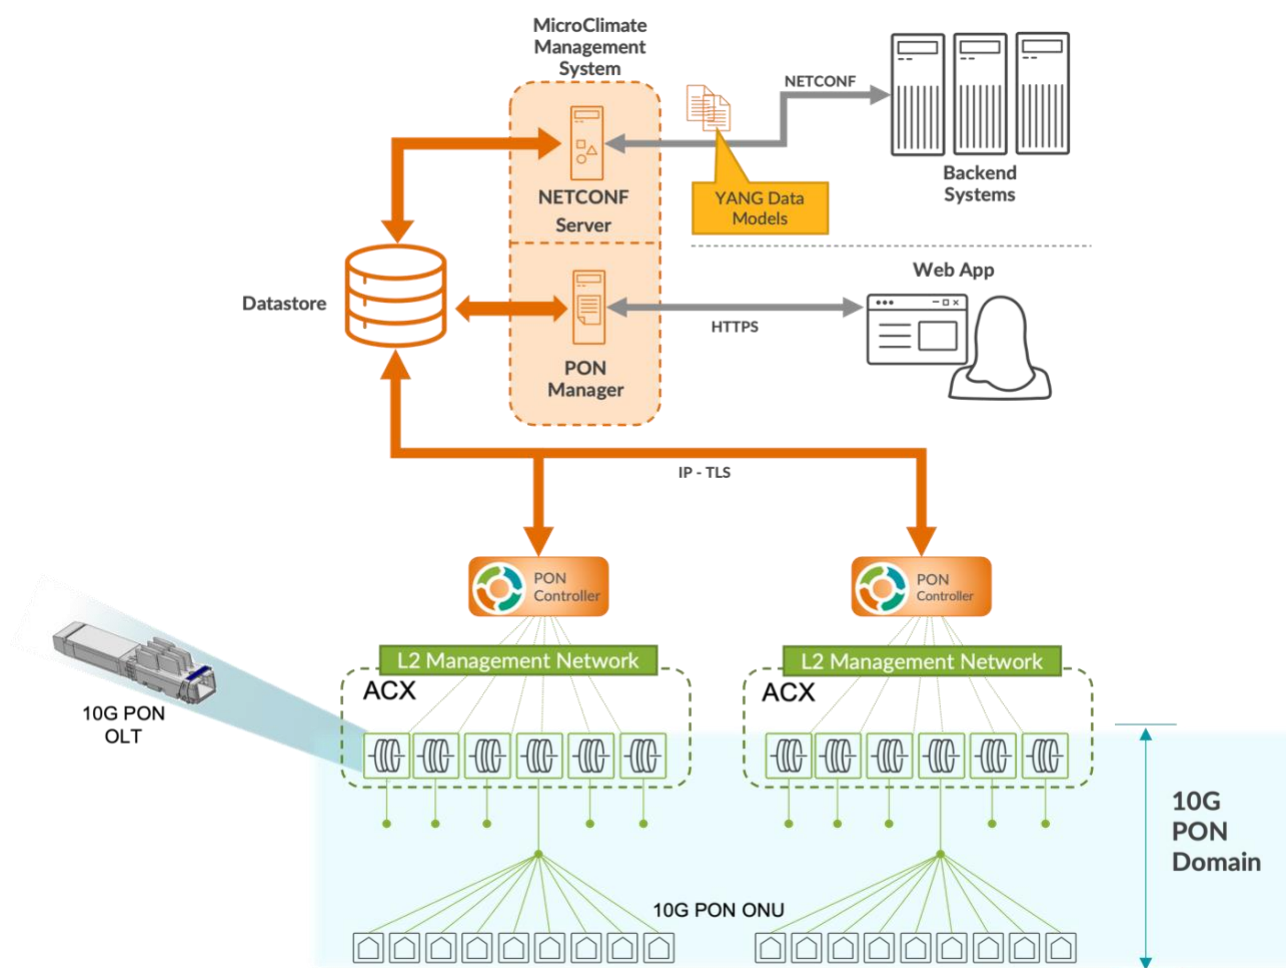 MicroClimate
Management
System
NETCONF
Backend
Systems
NETCONF
Server
YANG Data
Models
Datastore
Web App
HTTPS
PON
Manager
IP - TLS
PON
Controller
PON
Controller
L2 Management Network
L2 Management Network
ACX
ACX
10G PON
OLT
10G
PON
Domain
10G PON ONU